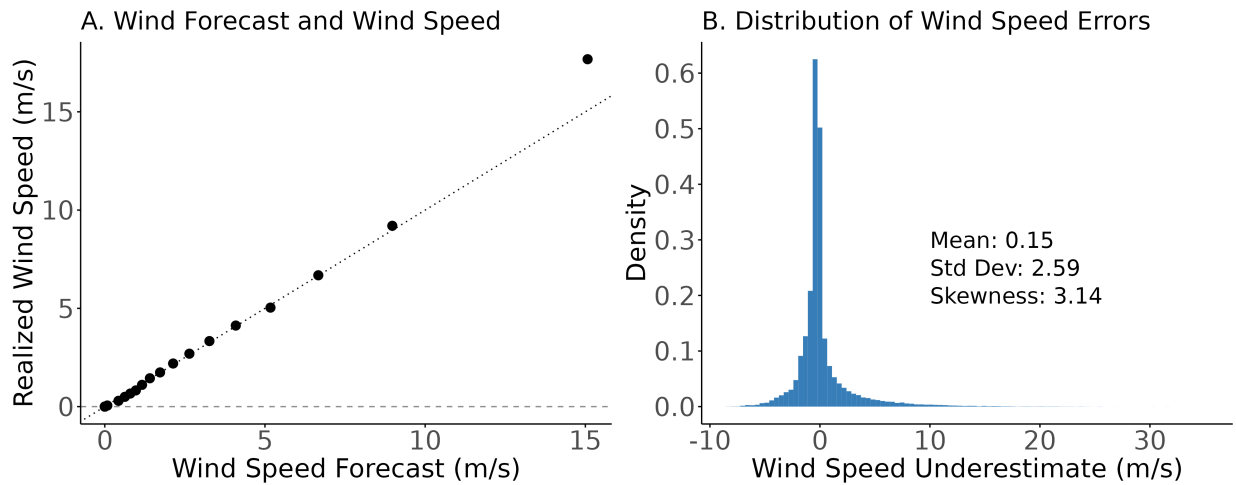 A. Wind Forecast and Wind Speed
Realized Wind Speed (m/s)
15
10
5
0
0 5 10 15
Wind Speed Forecast (m/s)
B. Distribution of Wind Speed Errors
Density
0.6
0.5
0.4
0.3
0.2
0.1
0.0
Mean: 0.15
Std Dev: 2.59
Skewness: 3.14
-10 0 10 20 30
Wind Speed Underestimate (m/s)